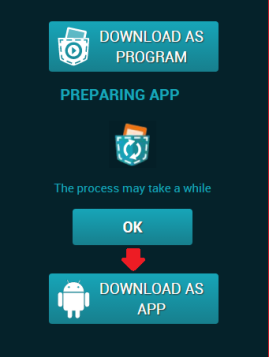 DOWNLOAD AS
PROGRAM
PREPARING APP
The process may take a while
OK
DOWNLOAD AS
APP